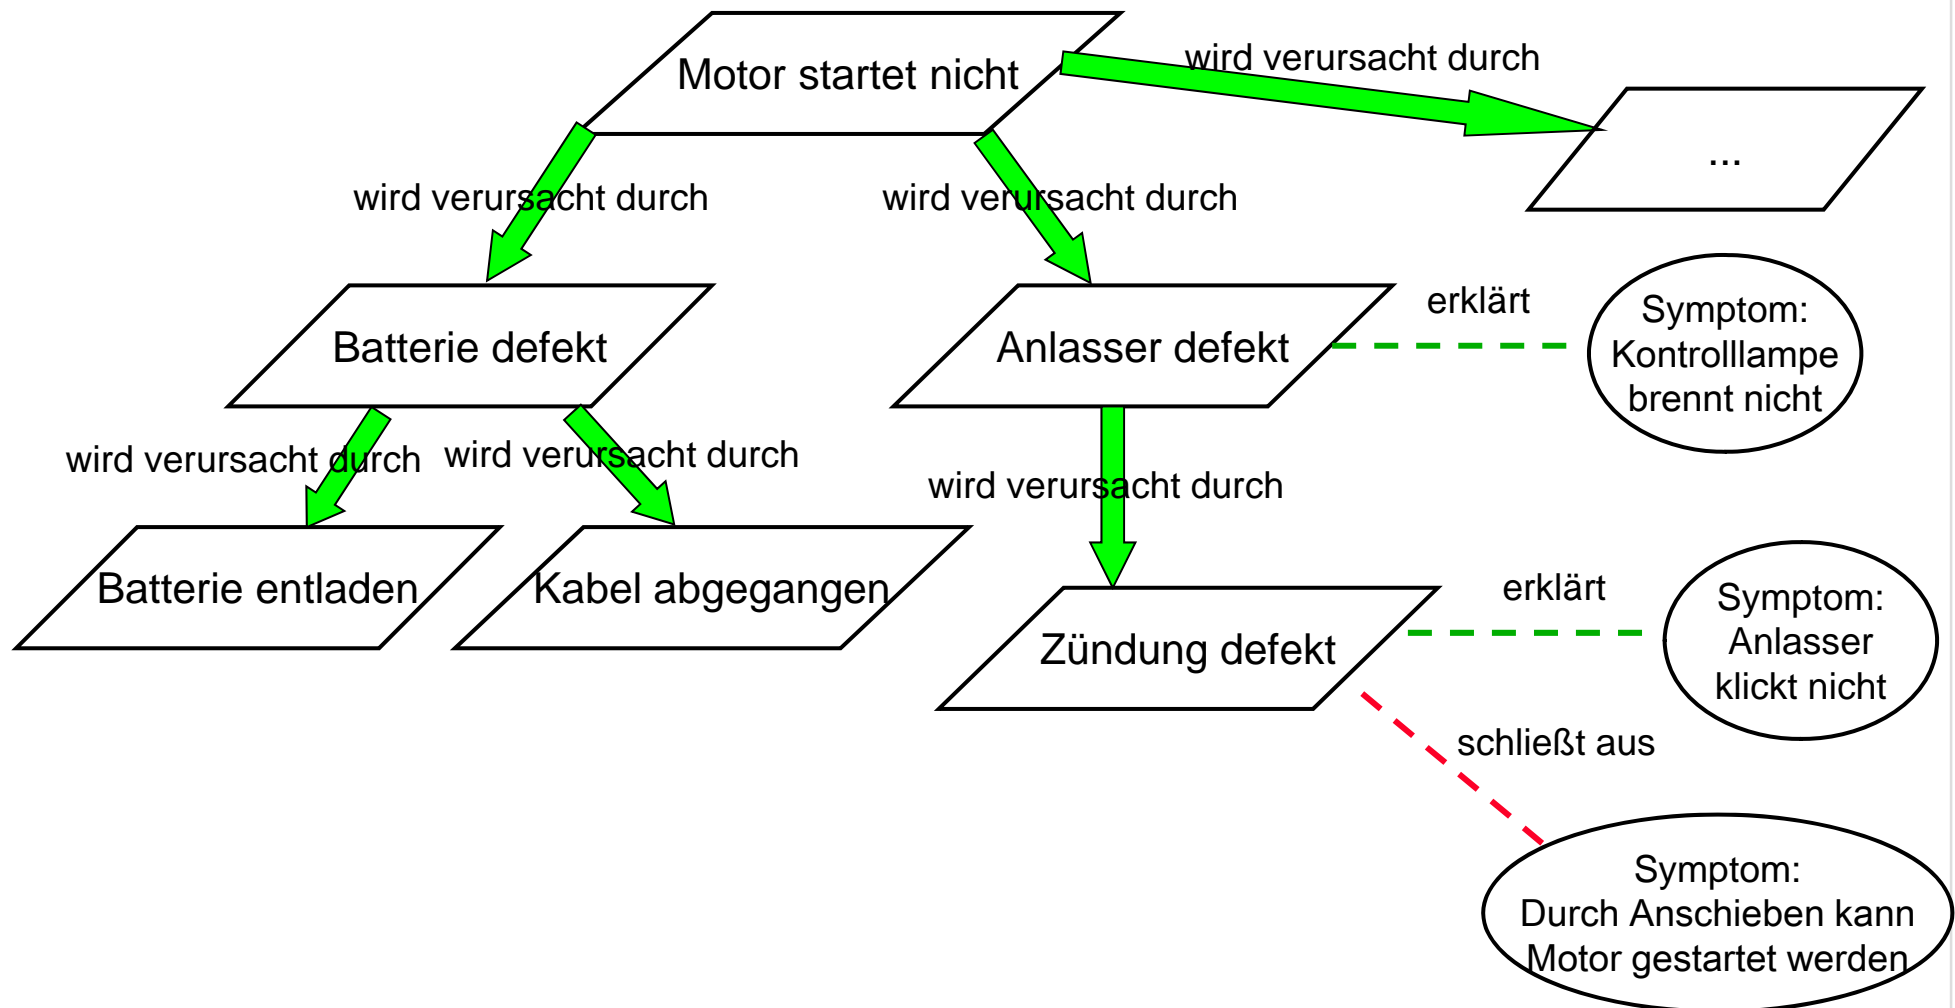 Motor startet nicht
wird verursacht durch
...
wird verursacht durch
wird verursacht durch
Batterie defekt
Anlasser defekt
erklärt
Symptom:
Kontrolllampe
brennt nicht
wird verursacht durch
wird verursacht durch
wird verursacht durch
Batterie entladen
Kabel abgegangen
Zündung defekt
erklärt
Symptom:
Anlasser
klickt nicht
schließt aus
Symptom:
Durch Anschieben kann
Motor gestartet werden